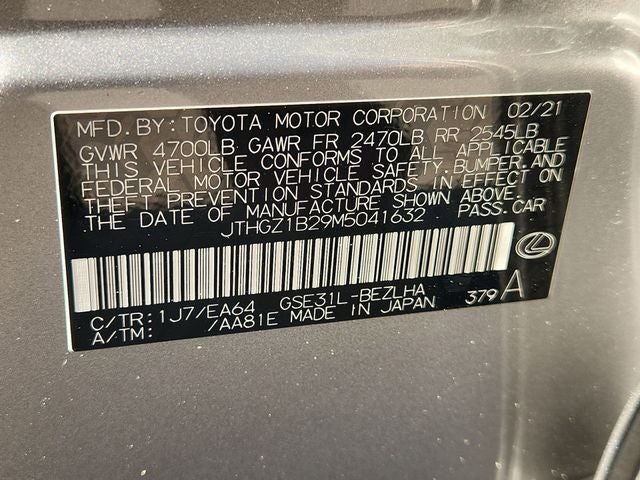 MFD. BY: TOYOTA MOTOR CORPORATION 02/21
GVWR 4700LB GAWR FR 2470LB RR 2545LB
THIS VEHICLE CONFORMS TO ALL APPLICABLE
FEDERAL MOTOR VEHICLE SAFETY, BUMPER, AND
THEFT PREVENTION STANDARDS IN EFFECT ON
THE DATE OF MANUFACTURE SHOWN ABOVE.
JTHGZ1B29M5041632 PASS. CAR
C/TR: 1J7/EA64 GSE31L-BEZLHA
A/TM: /AA81E MADE IN JAPAN 379 A